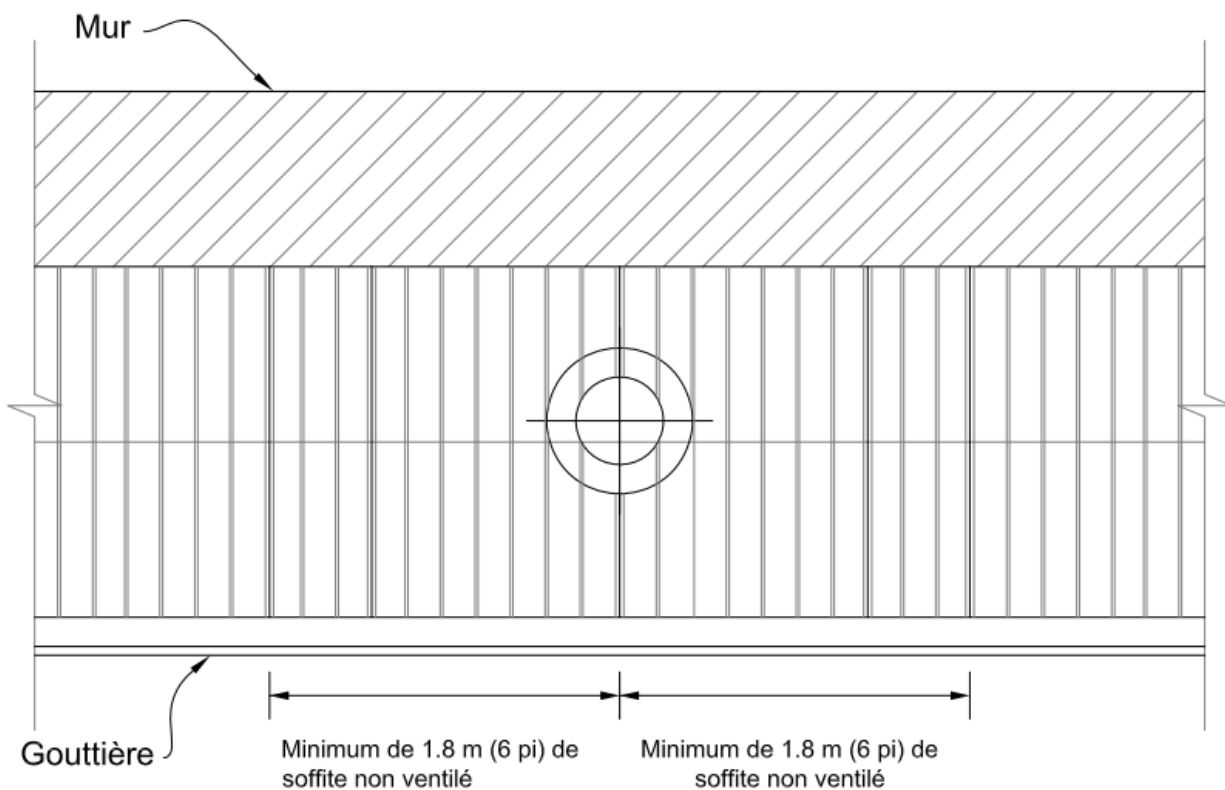 Mur
Gouttière
Minimum de 1.8 m (6 pi) de
soffite non ventilé
Minimum de 1.8 m (6 pi) de
soffite non ventilé